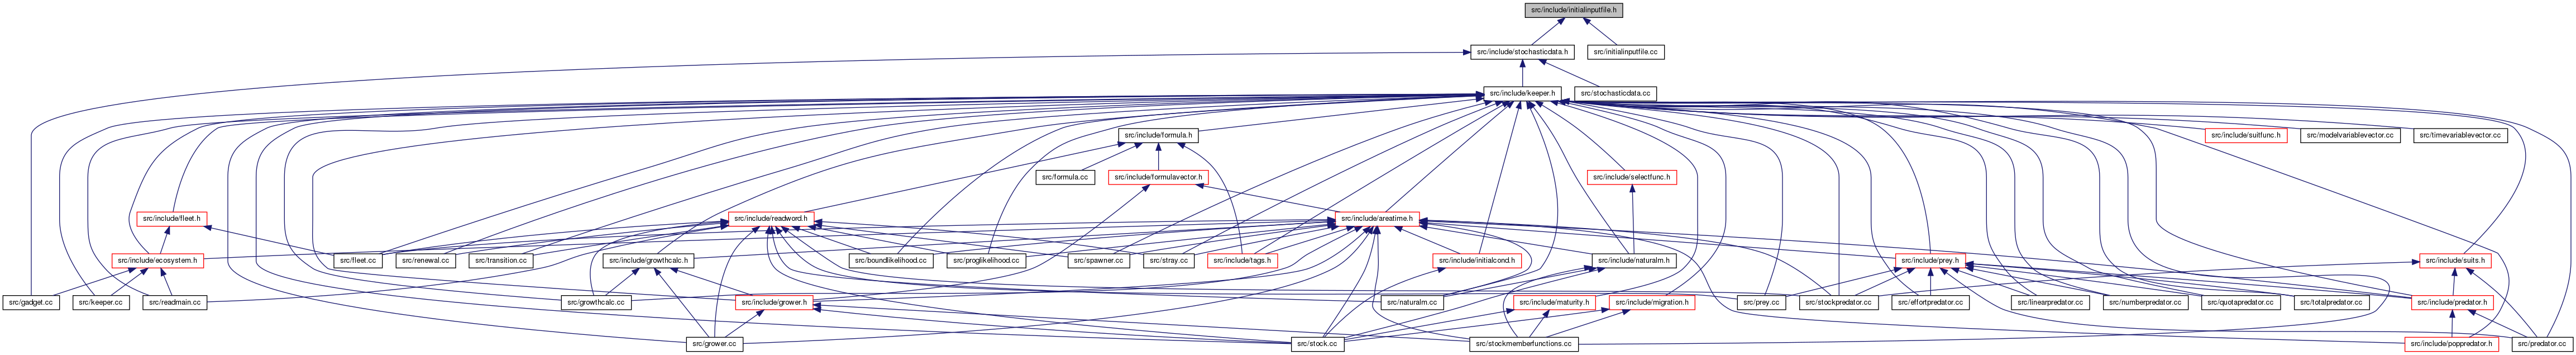 src/include/initialinputfile.h
src/include/stochasticdata.h
src/initialinputfile.cc
src/include/keeper.h
src/stochasticdata.cc
src/include/formula.h
src/include/suitfunc.h
src/modelvariablevector.cc
src/timevariablevector.cc
src/formula.cc
src/include/formulavector.h
src/include/selectfunc.h
src/include/fleet.h
src/include/readword.h
src/include/areatime.h
src/include/ecosystem.h
src/fleet.cc
src/renewal.cc
src/transition.cc
src/include/growthcalc.h
src/boundlikelihood.cc
src/proglikelihood.cc
src/spawner.cc
src/stray.cc
src/include/tags.h
src/include/initialcond.h
src/include/naturalm.h
src/include/prey.h
src/include/suits.h
src/gadget.cc
src/keeper.cc
src/readmain.cc
src/growthcalc.cc
src/include/grower.h
src/naturalm.cc
src/include/maturity.h
src/include/migration.h
src/prey.cc
src/stockpredator.cc
src/effortpredator.cc
src/linearpredator.cc
src/numberpredator.cc
src/quotapredator.cc
src/totalpredator.cc
src/include/predator.h
src/grower.cc
src/stock.cc
src/stockmemberfunctions.cc
src/include/poppredator.h
src/predator.cc